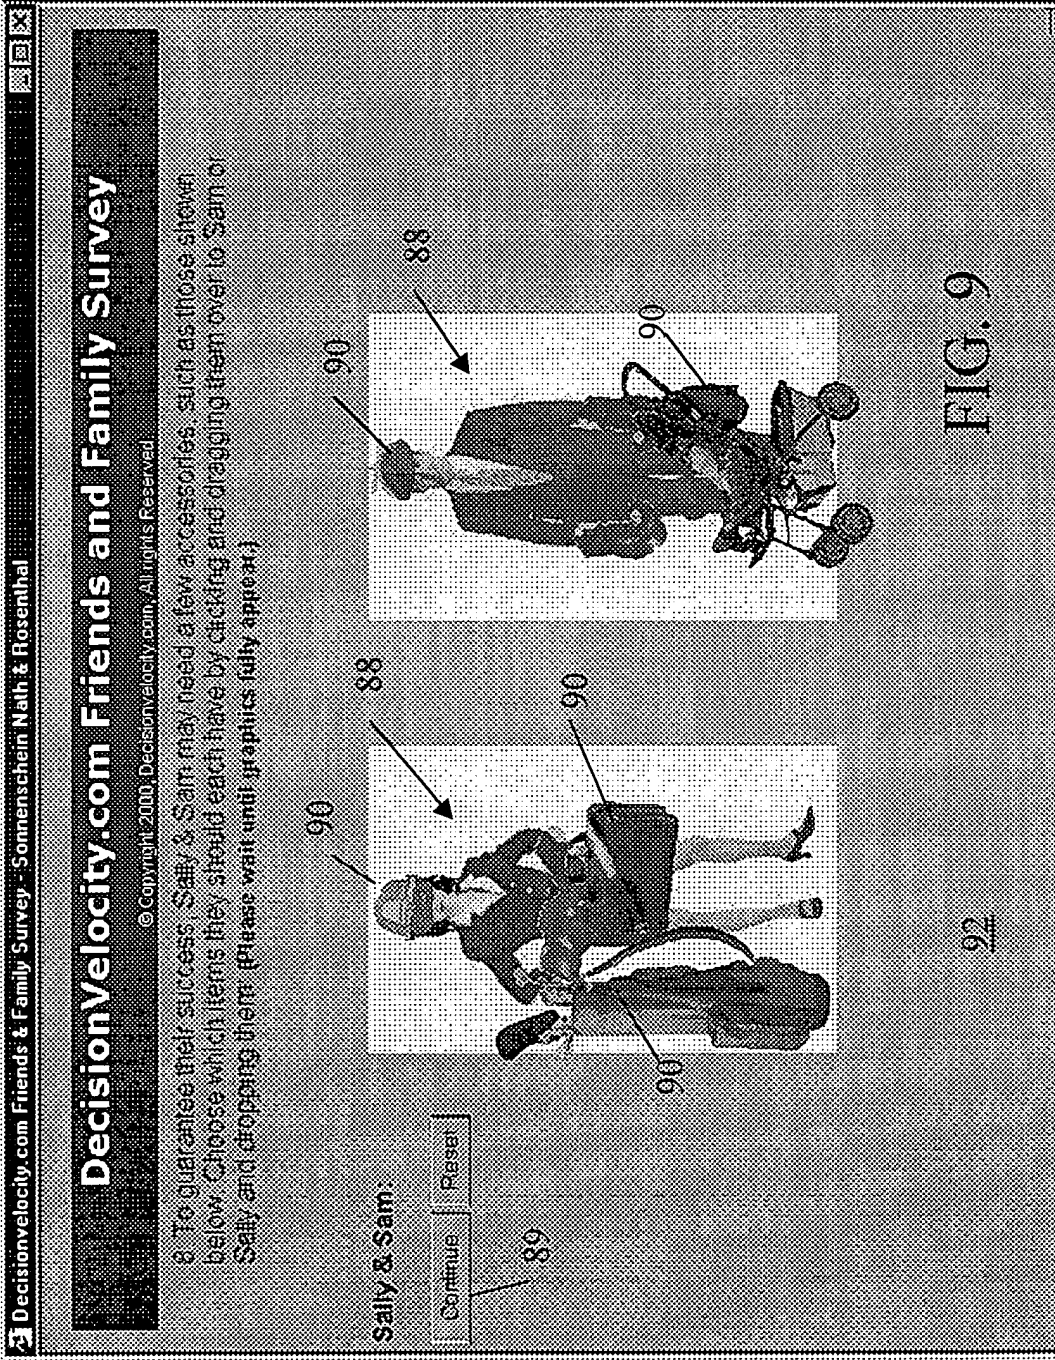 Decisionvelocity.com Friends & Family Survey - Sonnenschein Nath & Rosenthal
DecisionVelocity.com Friends and Family Survey
© Copyright 2000, Decisionvelocity.com, All rights Reserved
8. To guarantee their success, Sally & Sam may need a few accessories such as those shown
below. Choose which items they should each have by clicking and dragging them over to Sam or
Sally and dropping them. (Please wait until graphics fully appear.)
Sally & Sam:
Continue Reset
89
90
88
90
90
90
88
90
92
FIG. 9